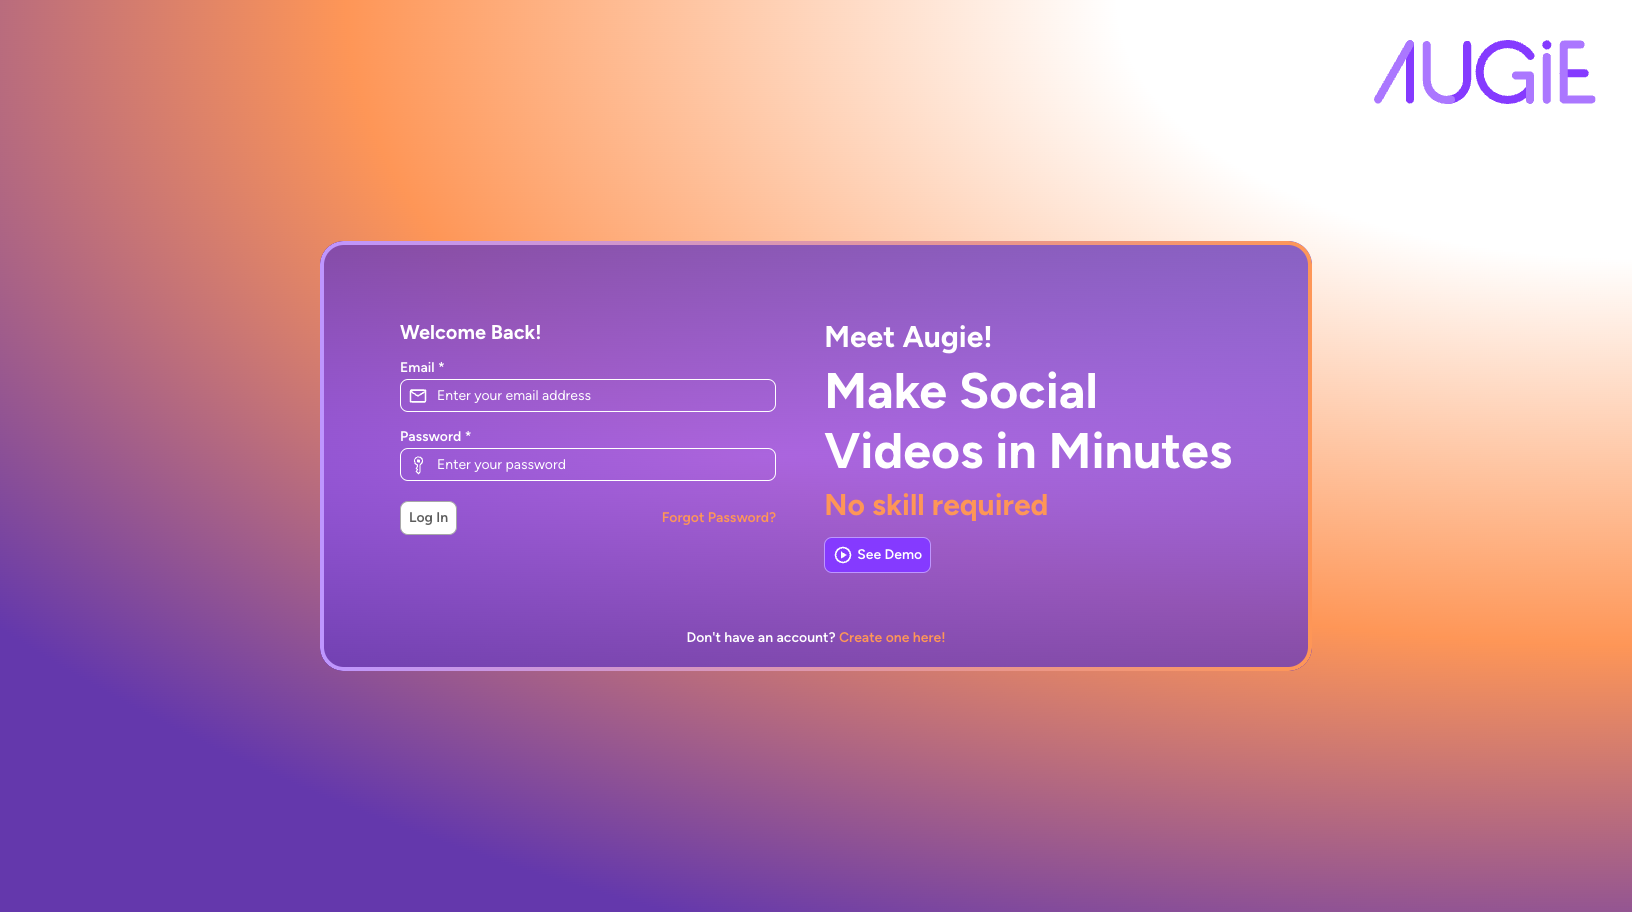 AUGiE
Welcome Back!
Email *
Enter your email address
Password *
Enter your password
Log In
Forgot Password?
Meet Augie!
Make Social
Videos in Minutes
No skill required
See Demo
Don't have an account? Create one here!